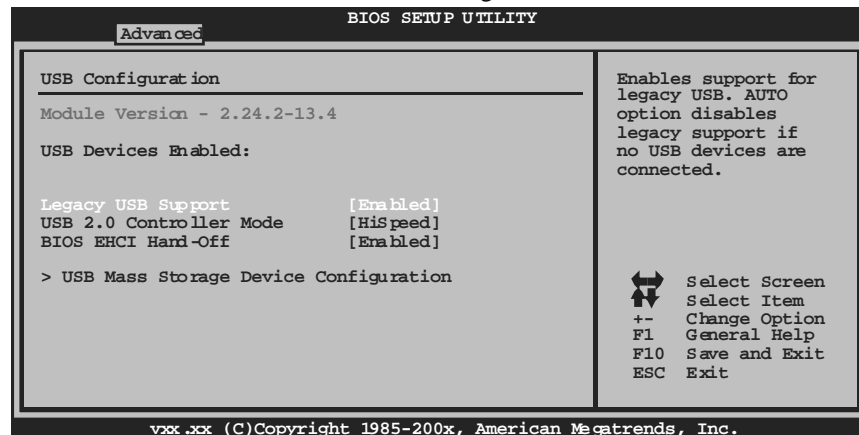 BIOS SETUP UTILITY
Advanced
USB Configuration
Module Version - 2.24.2-13.4
USB Devices Enabled:
Legacy USB Support [Enabled]
USB 2.0 Controller Mode [HiSpeed]
BIOS EHCI Hand-Off [Enabled]
> USB Mass Storage Device Configuration
Enables support for
legacy USB. AUTO
option disables
legacy support if
no USB devices are
connected.
Select Screen
Select Item
+- Change Option
F1 General Help
F10 Save and Exit
ESC Exit
vxx.xx (C)Copyright 1985-200x, American Megatrends, Inc.